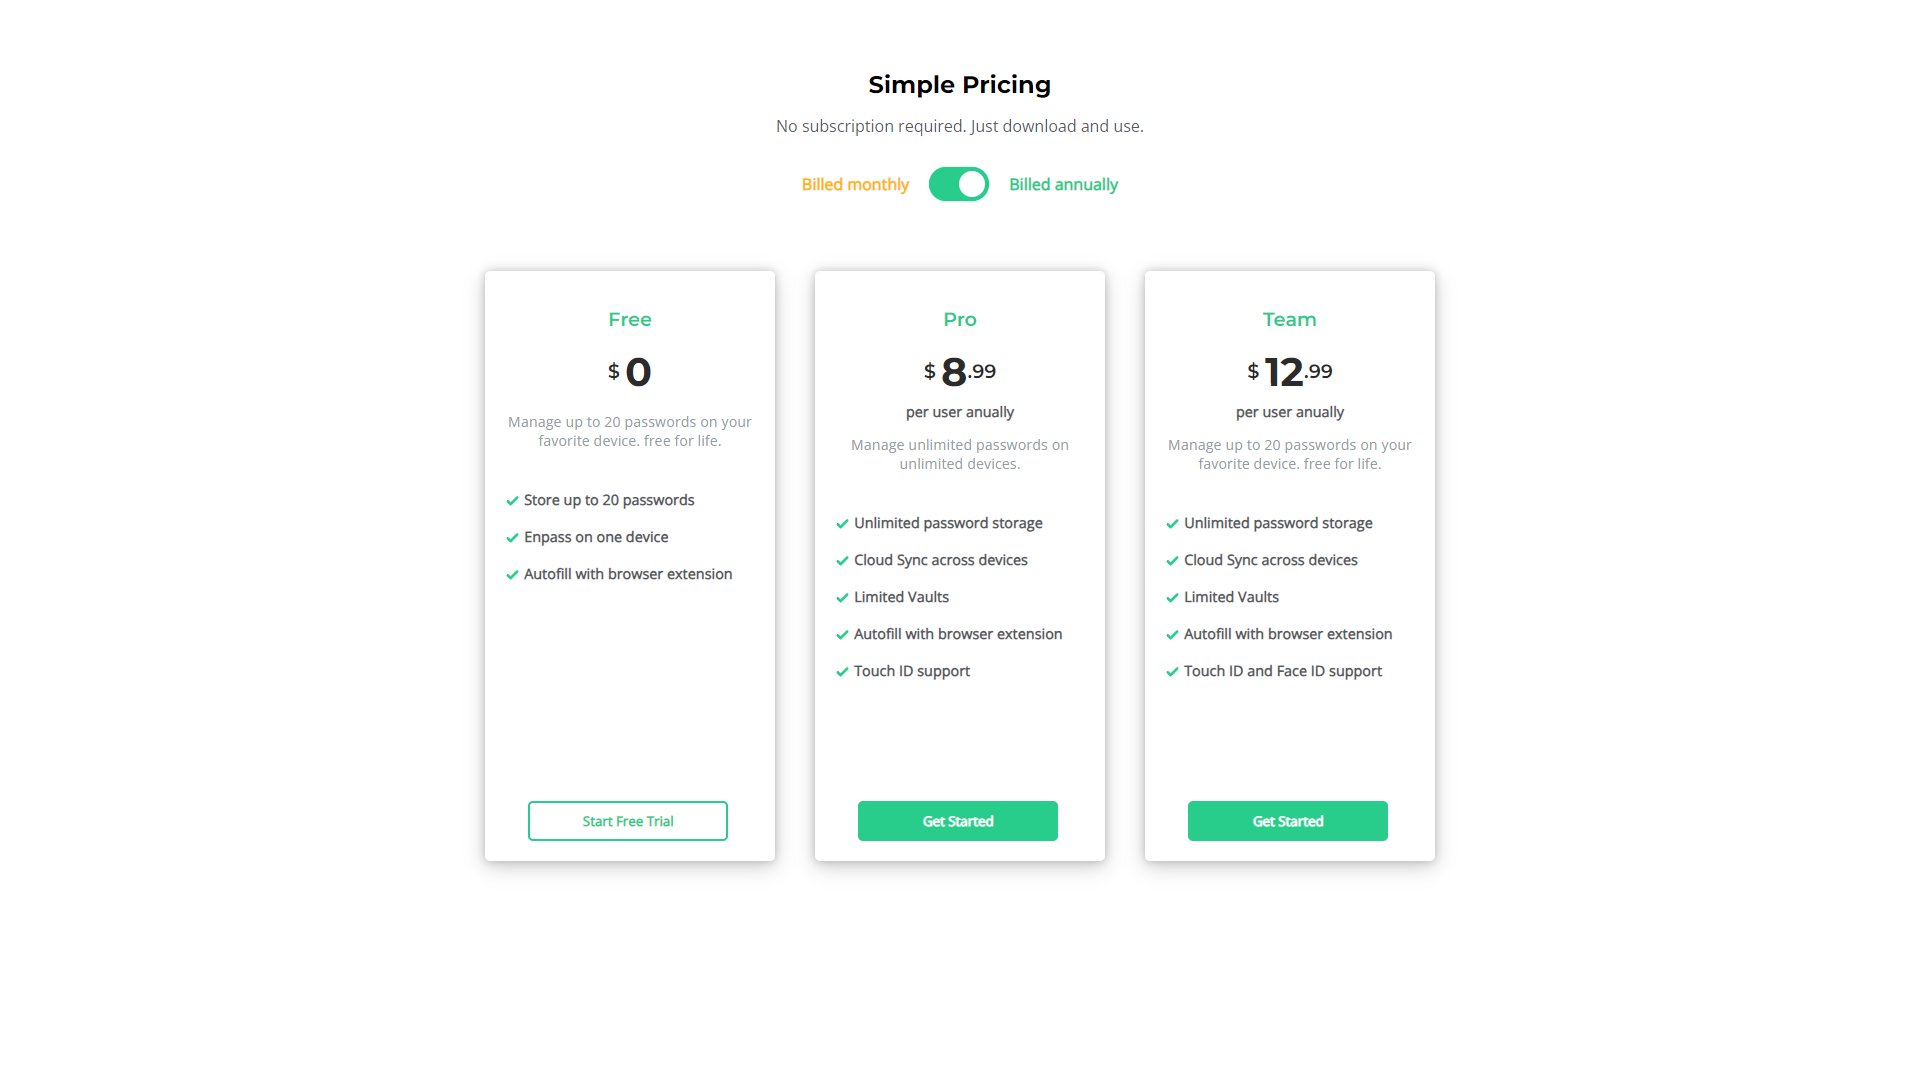 Simple Pricing
No subscription required. Just download and use.
Billed monthly
Billed annually
Free
$ 0
Manage up to 20 passwords on your
favorite device. free for life.
Store up to 20 passwords
Enpass on one device
Autofill with browser extension
Start Free Trial
Pro
$ 8.99
per user anually
Manage unlimited passwords on
unlimited devices.
Unlimited password storage
Cloud Sync across devices
Limited Vaults
Autofill with browser extension
Touch ID support
Get Started
Team
$ 12.99
per user anually
Manage up to 20 passwords on your
favorite device. free for life.
Unlimited password storage
Cloud Sync across devices
Limited Vaults
Autofill with browser extension
Touch ID and Face ID support
Get Started